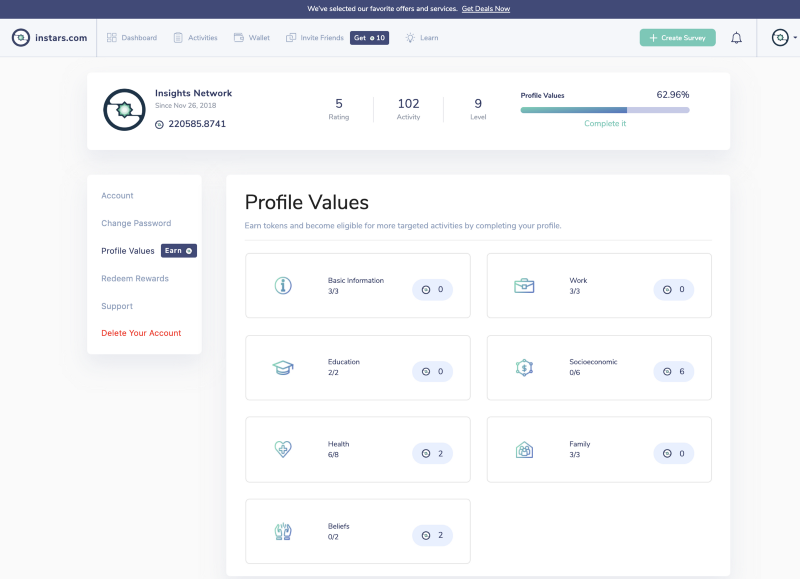 We've selected our favorite offers and services. Get Deals Now
instars.com
Dashboard
Activities
Wallet
Invite Friends
Get 10
Learn
Create Survey
Insights Network
Since Nov 26, 2018
220585.8741
5
Rating
102
Activity
9
Level
Profile Values
62.96%
Complete it
Account
Change Password
Profile Values
Earn
Redeem Rewards
Support
Delete Your Account
Profile Values
Earn tokens and become eligible for more targeted activities by completing your profile.
Basic Information
3/3
0
Work
3/3
0
Education
2/2
0
Socioeconomic
0/6
6
Health
6/8
2
Family
3/3
0
Beliefs
0/2
2